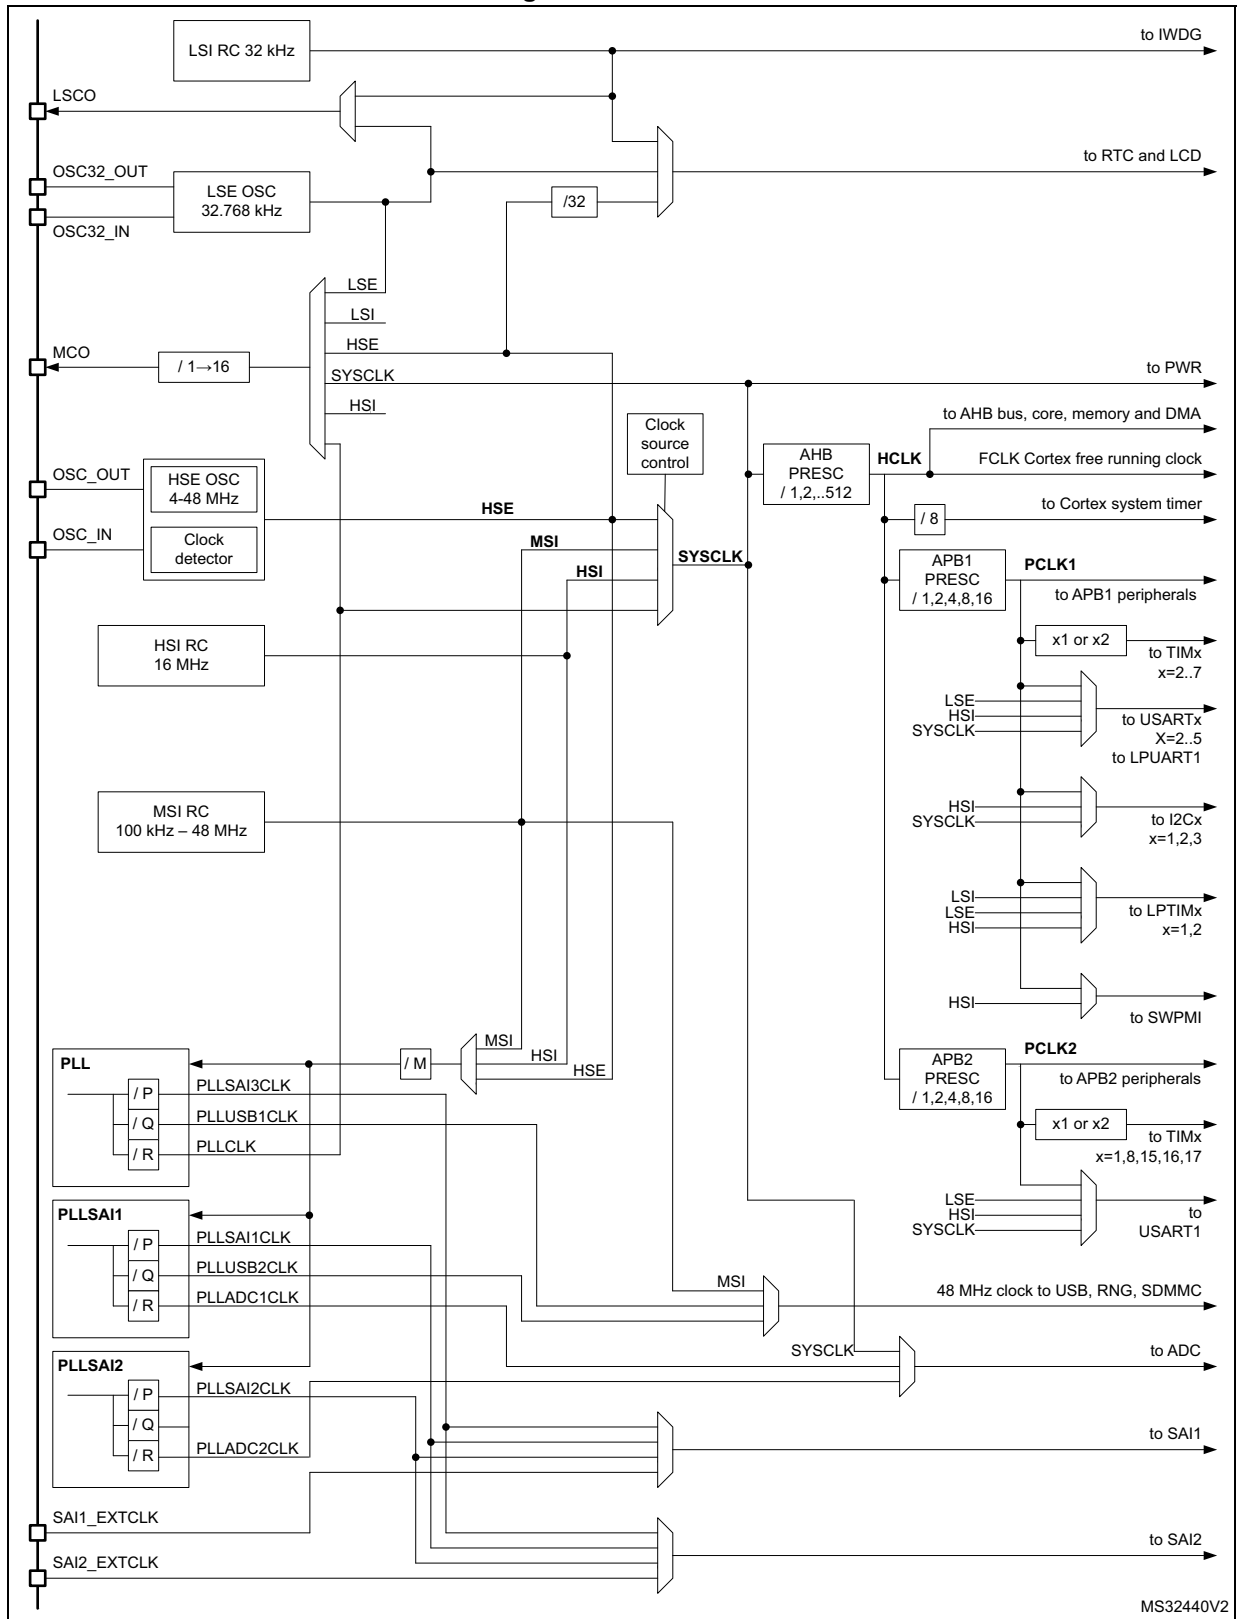 to IWDG
LSI RC 32 kHz
LSCO
to RTC and LCD
OSC32_OUT
LSE OSC
32.768 kHz
/32
OSC32_IN
LSE
LSI
HSE
MCO
/ 1→16
SYSCLK
to PWR
HSI
to AHB bus, core, memory and DMA
Clock
source
control
AHB
PRESC
/ 1,2,..512
HCLK
FCLK Cortex free running clock
OSC_OUT
HSE OSC
4-48 MHz
to Cortex system timer
/ 8
HSE
OSC_IN
Clock
detector
MSI
SYSCLK
HSI
APB1
PRESC
/ 1,2,4,8,16
PCLK1
to APB1 peripherals
HSI RC
16 MHz
x1 or x2
to TIMx
x=2..7
LSE
HSI
SYSCLK
to USARTx
X=2..5
to LPUART1
MSI RC
100 kHz – 48 MHz
HSI
SYSCLK
to I2Cx
x=1,2,3
LSI
LSE
HSI
to LPTIMx
x=1,2
HSI
to SWPMI
MSI
HSI
HSE
/ M
PLL
PLLSAI3CLK
/ P
PLLUSB1CLK
/ Q
PLLCLK
/ R
APB2
PRESC
/ 1,2,4,8,16
PCLK2
to APB2 peripherals
x1 or x2
to TIMx
x=1,8,15,16,17
LSE
HSI
SYSCLK
to
USART1
PLLSAI1
PLLSAI1CLK
/ P
PLLUSB2CLK
/ Q
PLLADC1CLK
/ R
MSI
48 MHz clock to USB, RNG, SDMMC
SYSCLK
to ADC
PLLSAI2
PLLSAI2CLK
/ P
/ Q
PLLADC2CLK
/ R
to SAI1
SAI1_EXTCLK
to SAI2
SAI2_EXTCLK
MS32440V2